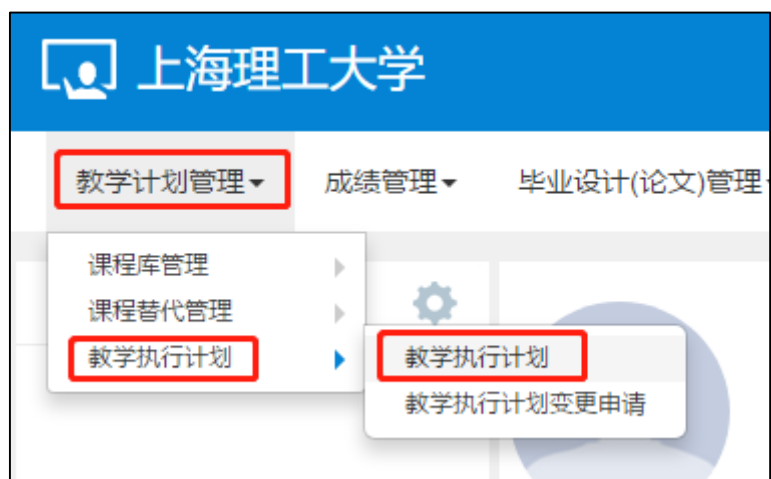 上海理工大学
教学计划管理 成绩管理 毕业设计(论文)管理
课程库管理
课程替代管理
教学执行计划 教学执行计划
教学执行计划变更申请